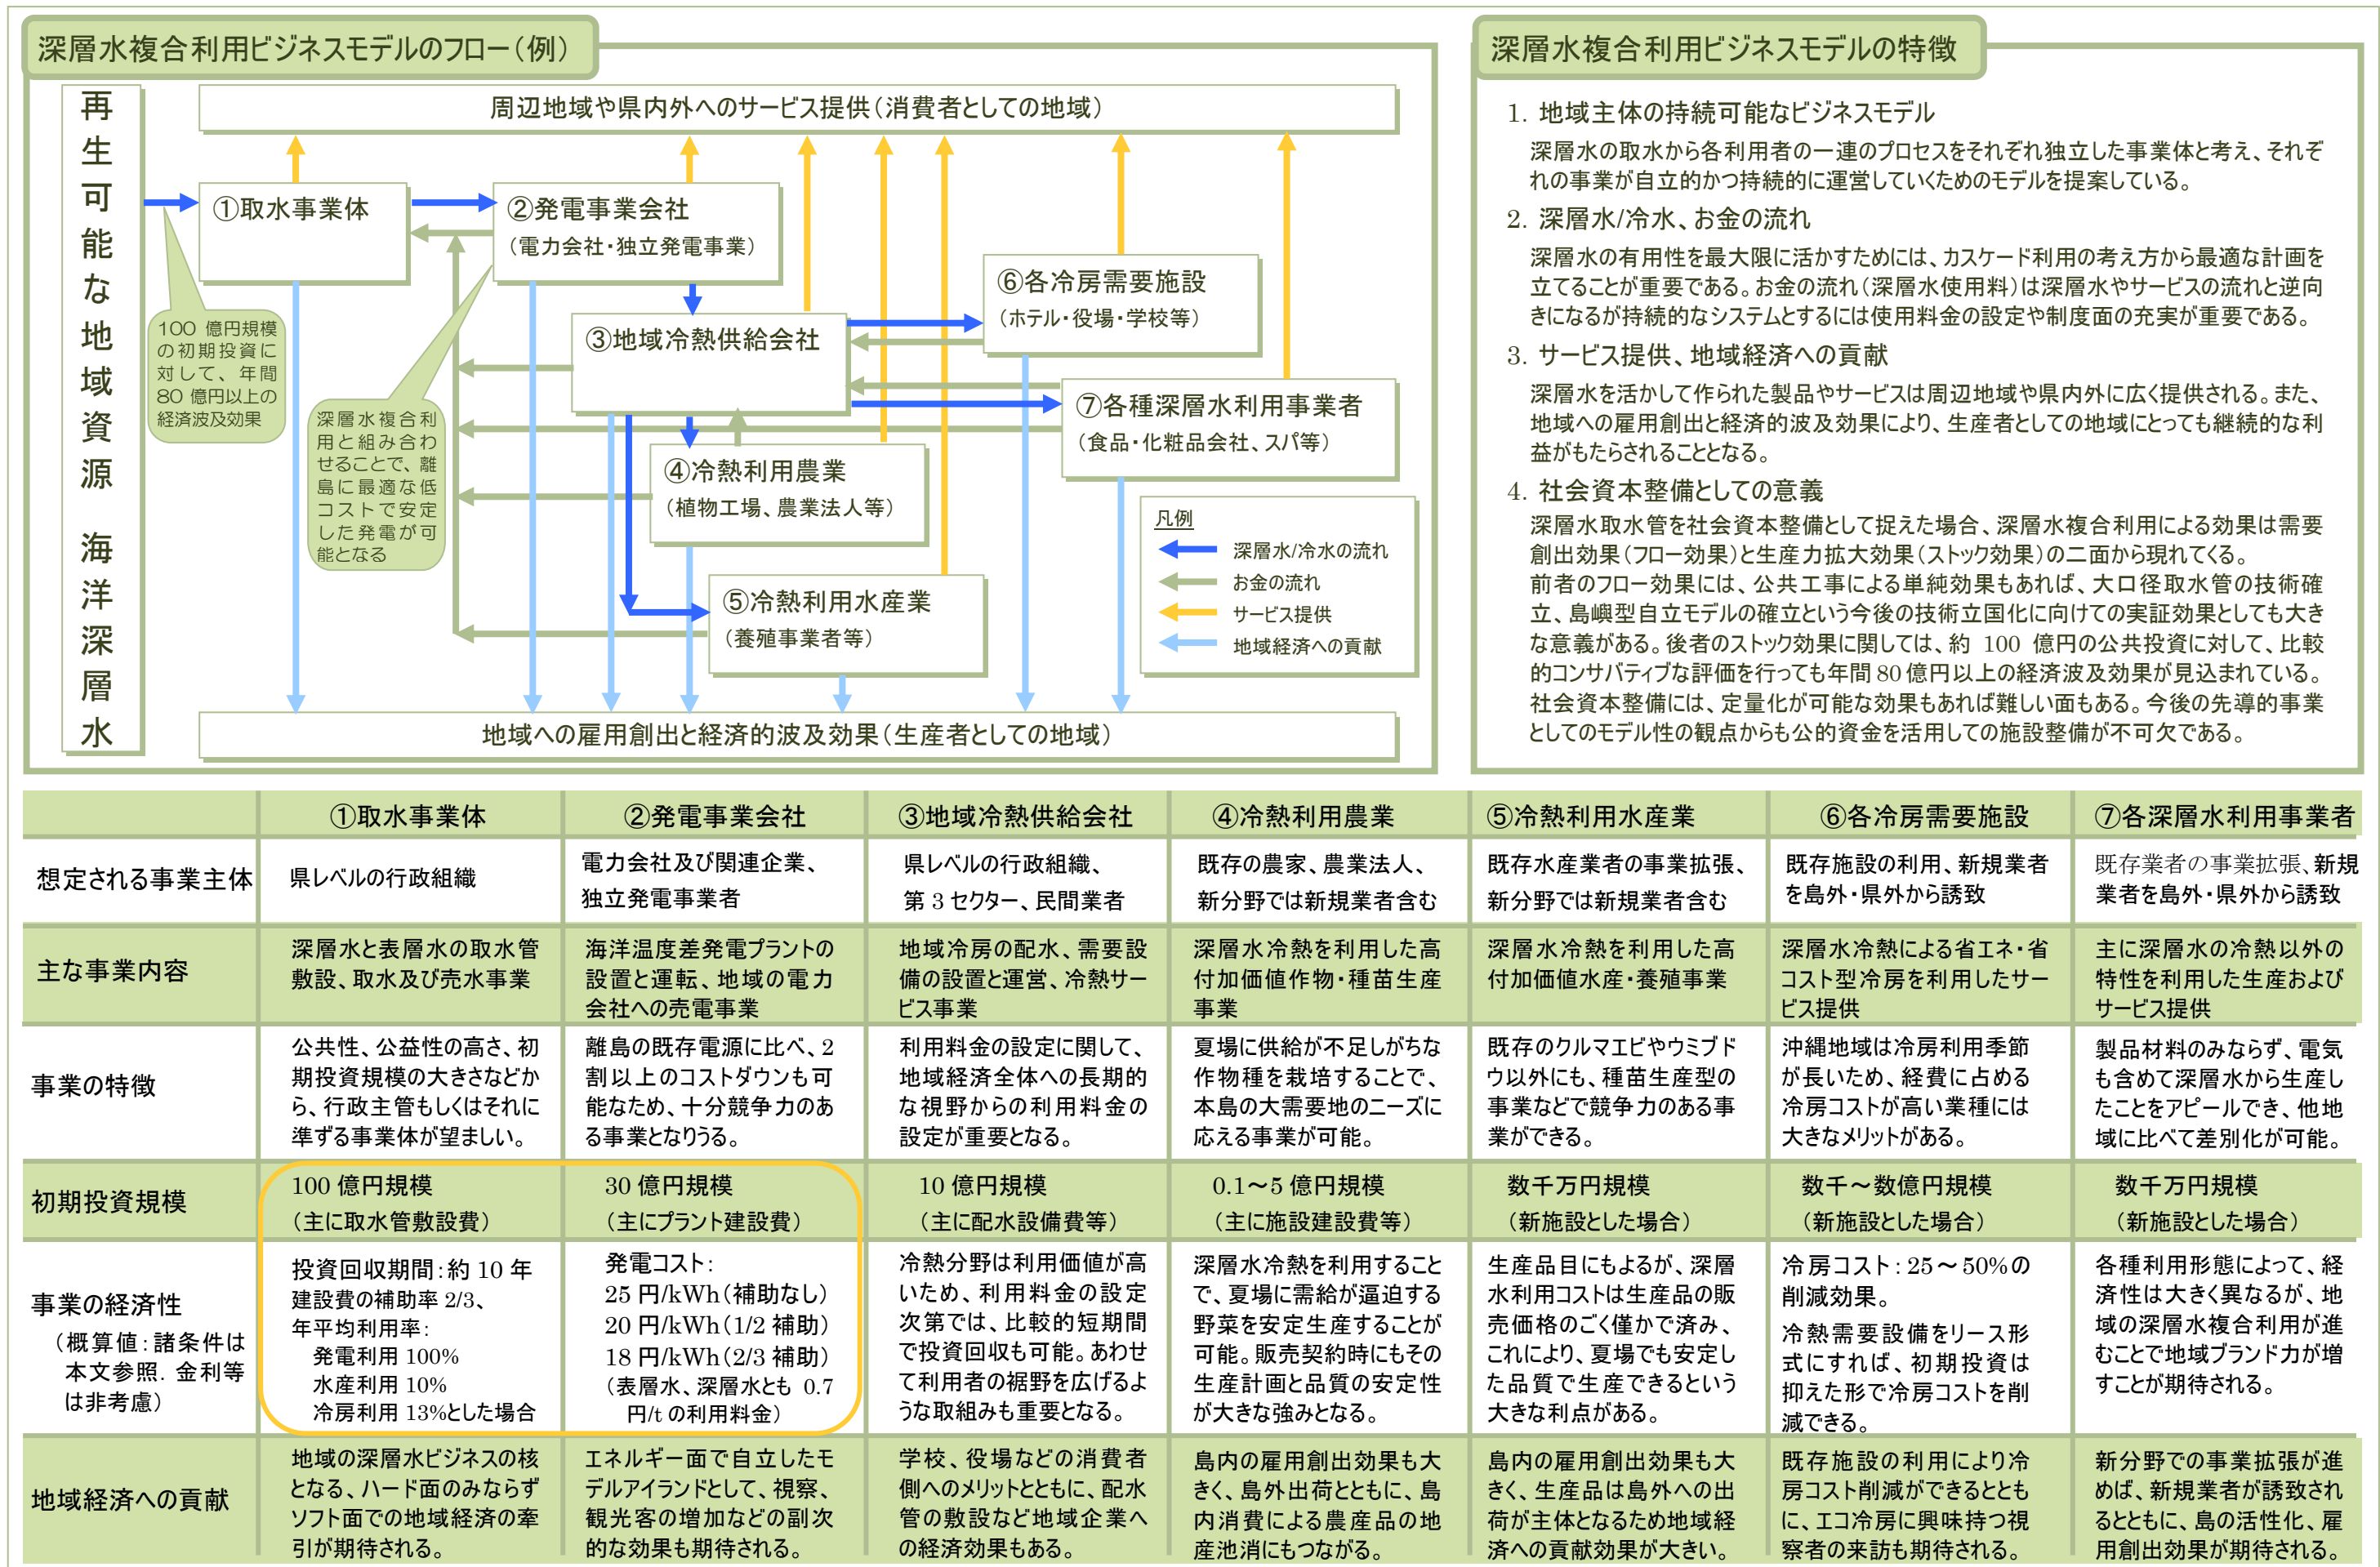 深層水複合利用ビジネスモデルのフロー（例）
再生可能な地域資源　海洋深層水
周辺地域や県内外へのサービス提供（消費者としての地域）
①取水事業体
②発電事業会社
（電力会社・独立発電事業）
100 億円規模
の初期投資に
対して、年間
80 億円以上の
経済波及効果
深層水複合利
用と組み合わ
せることで、離
島に最適な低
コストで安定
した発電が可
能となる
③地域冷熱供給会社
⑥各冷房需要施設
（ホテル・役場・学校等）
⑦各種深層水利用事業者
（食品・化粧品会社、スパ等）
④冷熱利用農業
（植物工場、農業法人等）
⑤冷熱利用水産業
（養殖事業者等）
凡例
深層水/冷水の流れ
お金の流れ
サービス提供
地域経済への貢献
地域への雇用創出と経済的波及効果（生産者としての地域）
深層水複合利用ビジネスモデルの特徴
1. 地域主体の持続可能なビジネスモデル
深層水の取水から各利用者の一連のプロセスをそれぞれ独立した事業体と考え、それぞ
れの事業が自立的かつ持続的に運営していくためのモデルを提案している。
2. 深層水/冷水、お金の流れ
深層水の有用性を最大限に活かすためには、カスケード利用の考え方から最適な計画を
立てることが重要である。お金の流れ（深層水使用料）は深層水やサービスの流れと逆向
きになるが持続的なシステムとするには使用料金の設定や制度面の充実が重要である。
3. サービス提供、地域経済への貢献
深層水を活かして作られた製品やサービスは周辺地域や県内外に広く提供される。また、
地域への雇用創出と経済的波及効果により、生産者としての地域にとっても継続的な利
益がもたらされることとなる。
4. 社会資本整備としての意義
深層水取水管を社会資本整備として捉えた場合、深層水複合利用による効果は需要
創出効果（フロー効果）と生産力拡大効果（ストック効果）の二面から現れてくる。
前者のフロー効果には、公共工事による単純効果もあれば、大口径取水管の技術確
立、島嶼型自立モデルの確立という今後の技術立国化に向けての実証効果としても大き
な意義がある。後者のストック効果に関しては、約 100 億円の公共投資に対して、比較
的コンサバティブな評価を行っても年間 80 億円以上の経済波及効果が見込まれている。
社会資本整備には、定量化が可能な効果もあれば難しい面もある。今後の先導的事業
としてのモデル性の観点からも公的資金を活用しての施設整備が不可欠である。
①取水事業体
②発電事業会社
③地域冷熱供給会社
④冷熱利用農業
⑤冷熱利用水産業
⑥各冷房需要施設
⑦各深層水利用事業者
想定される事業主体
県レベルの行政組織
電力会社及び関連企業、
独立発電事業者
県レベルの行政組織、
第 3 セクター、民間業者
既存の農家、農業法人、
新分野では新規業者含む
既存水産業者の事業拡張、
新分野では新規業者含む
既存施設の利用、新規業者
を島外・県外から誘致
既存業者の事業拡張、新規
業者を島外・県外から誘致
主な事業内容
深層水と表層水の取水管
敷設、取水及び売水事業
海洋温度差発電プラントの
設置と運転、地域の電力
会社への売電事業
地域冷房の配水、需要設
備の設置と運営、冷熱サー
ビス事業
深層水冷熱を利用した高
付加価値作物・種苗生産
事業
深層水冷熱を利用した高
付加価値水産・養殖事業
深層水冷熱による省エネ・省
コスト型冷房を利用したサー
ビス提供
主に深層水の冷熱以外の
特性を利用した生産および
サービス提供
事業の特徴
公共性、公益性の高さ、初
期投資規模の大きさなどか
ら、行政主管もしくはそれに
準ずる事業体が望ましい。
離島の既存電源に比べ、2
割以上のコストダウンも可
能なため、十分競争力のあ
る事業となりうる。
利用料金の設定に関して、
地域経済全体への長期的
な視野からの利用料金の
設定が重要となる。
夏場に供給が不足しがちな
作物種を栽培することで、
本島の大需要地のニーズに
応える事業が可能。
既存のクルマエビやウミブド
ウ以外にも、種苗生産型の
事業などで競争力のある事
業ができる。
沖縄地域は冷房利用季節
が長いため、経費に占める
冷房コストが高い業種には
大きなメリットがある。
製品材料のみならず、電気
も含めて深層水から生産し
たことをアピールでき、他地
域に比べて差別化が可能。
初期投資規模
100 億円規模
（主に取水管敷設費）
30 億円規模
（主にプラント建設費）
10 億円規模
（主に配水設備費等）
0.1～5 億円規模
（主に施設建設費等）
数千万円規模
（新施設とした場合）
数千～数億円規模
（新施設とした場合）
数千万円規模
（新施設とした場合）
事業の経済性
（概算値：諸条件は
本文参照．金利等
は非考慮）
投資回収期間：約 10 年
建設費の補助率 2/3、
年平均利用率：
発電利用 100%
水産利用 10%
冷房利用 13%とした場合
発電コスト：
25 円/kWh（補助なし）
20 円/kWh（1/2 補助）
18 円/kWh（2/3 補助）
（表層水、深層水とも 0.7
円/t の利用料金）
冷熱分野は利用価値が高
いため、利用料金の設定
次第では、比較的短期間
で投資回収も可能。あわせ
て利用者の裾野を広げるよ
うな取組みも重要となる。
深層水冷熱を利用すること
で、夏場に需給が逼迫する
野菜を安定生産することが
可能。販売契約時にもその
生産計画と品質の安定性
が大きな強みとなる。
生産品目にもよるが、深層
水利用コストは生産品の販
売価格のごく僅かで済み、
これにより、夏場でも安定し
た品質で生産できるという
大きな利点がある。
冷房コスト：25～50%の
削減効果。
冷熱需要設備をリース形
式にすれば、初期投資は
抑えた形で冷房コストを削
減できる。
各種利用形態によって、経
済性は大きく異なるが、地
域の深層水複合利用が進
むことで地域ブランド力が増
すことが期待される。
地域経済への貢献
地域の深層水ビジネスの核
となる、ハード面のみならず
ソフト面での地域経済の牽
引が期待される。
エネルギー面で自立したモ
デルアイランドとして、視察、
観光客の増加などの副次
的な効果も期待される。
学校、役場などの消費者
側へのメリットとともに、配水
管の敷設など地域企業へ
の経済効果もある。
島内の雇用創出効果も大
きく、島外出荷とともに、島
内消費による農産品の地
産池消にもつながる。
島内の雇用創出効果も大
きく、生産品は島外への出
荷が主体となるため地域経
済への貢献効果が大きい。
既存施設の利用により冷
房コスト削減ができるととも
に、エコ冷房に興味持つ視
察者の来訪も期待される。
新分野での事業拡張が進
めば、新規業者が誘致され
るとともに、島の活性化、雇
用創出効果が期待される。